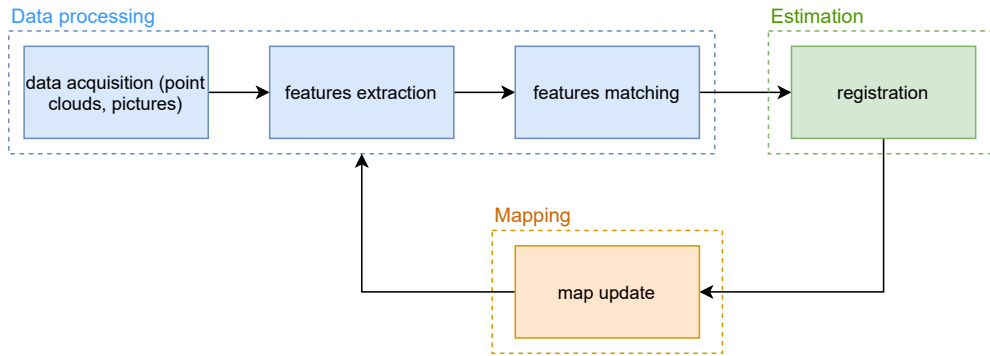 Data processing
Estimation
data acquisition (point
clouds, pictures)
features extraction
features matching
registration
Mapping
map update